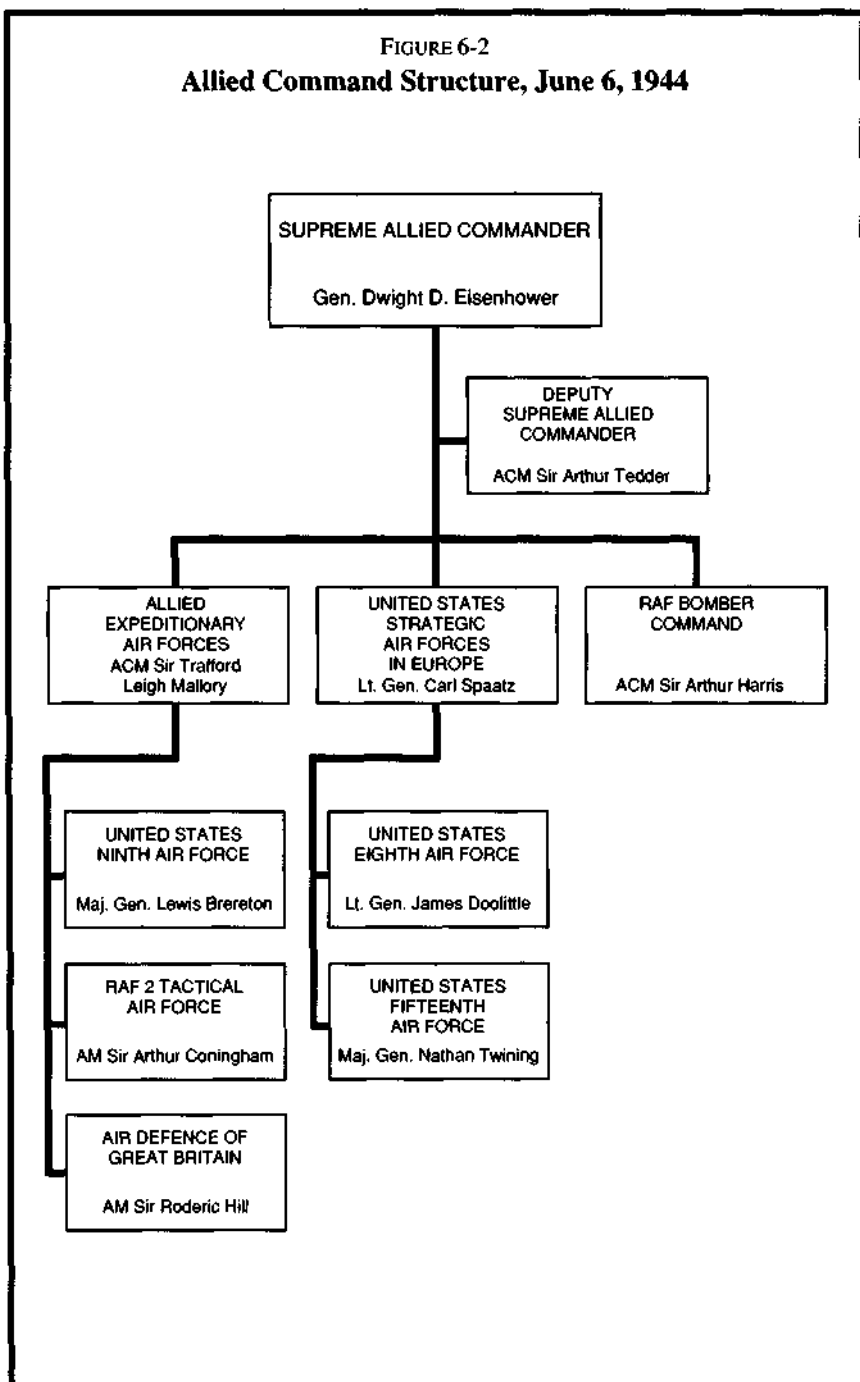 FIGURE 6-2
Allied Command Structure, June 6, 1944
SUPREME ALLIED COMMANDER
Gen. Dwight D. Eisenhower
DEPUTY
SUPREME ALLIED
COMMANDER
ACM Sir Arthur Tedder
ALLIED
EXPEDITIONARY
AIR FORCES
ACM Sir Trafford
Leigh Mallory
UNITED STATES
STRATEGIC
AIR FORCES
IN EUROPE
Lt. Gen. Carl Spaatz
RAF BOMBER
COMMAND
ACM Sir Arthur Harris
UNITED STATES
NINTH AIR FORCE
Maj. Gen. Lewis Brereton
RAF 2 TACTICAL
AIR FORCE
AM Sir Arthur Coningham
AIR DEFENCE OF
GREAT BRITAIN
AM Sir Roderic Hill
UNITED STATES
EIGHTH AIR FORCE
Lt. Gen. James Doolittle
UNITED STATES
FIFTEENTH
AIR FORCE
Maj. Gen. Nathan Twining